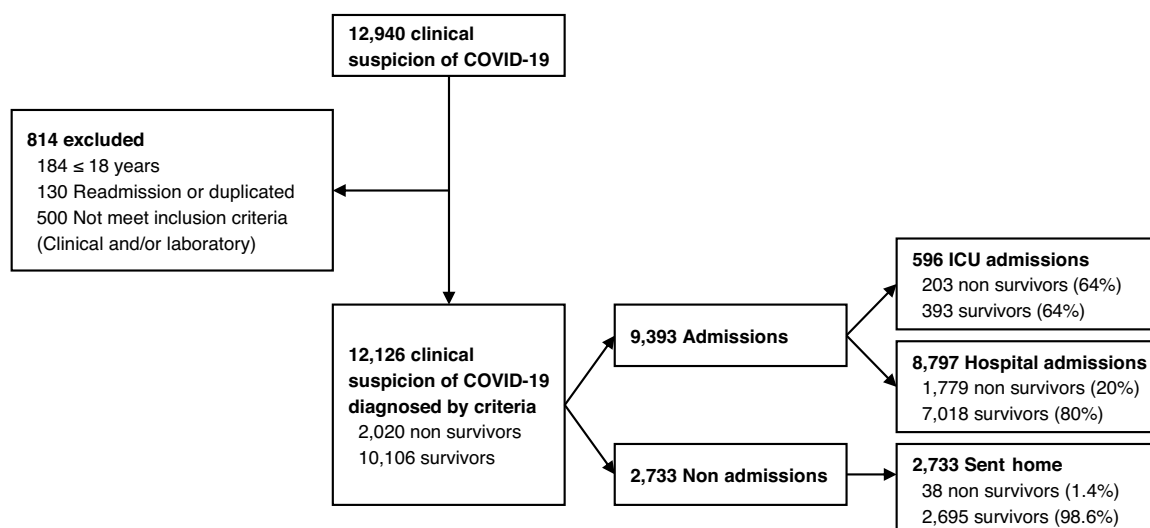 12,940 clinical
suspicion of COVID-19
814 excluded
184 ≤ 18 years
130 Readmission or duplicated
500 Not meet inclusion criteria
(Clinical and/or laboratory)
12,126 clinical
suspicion of COVID-19
diagnosed by criteria
2,020 non survivors
10,106 survivors
9,393 Admissions
2,733 Non admissions
596 ICU admissions
203 non survivors (64%)
393 survivors (64%)
8,797 Hospital admissions
1,779 non survivors (20%)
7,018 survivors (80%)
2,733 Sent home
38 non survivors (1.4%)
2,695 survivors (98.6%)